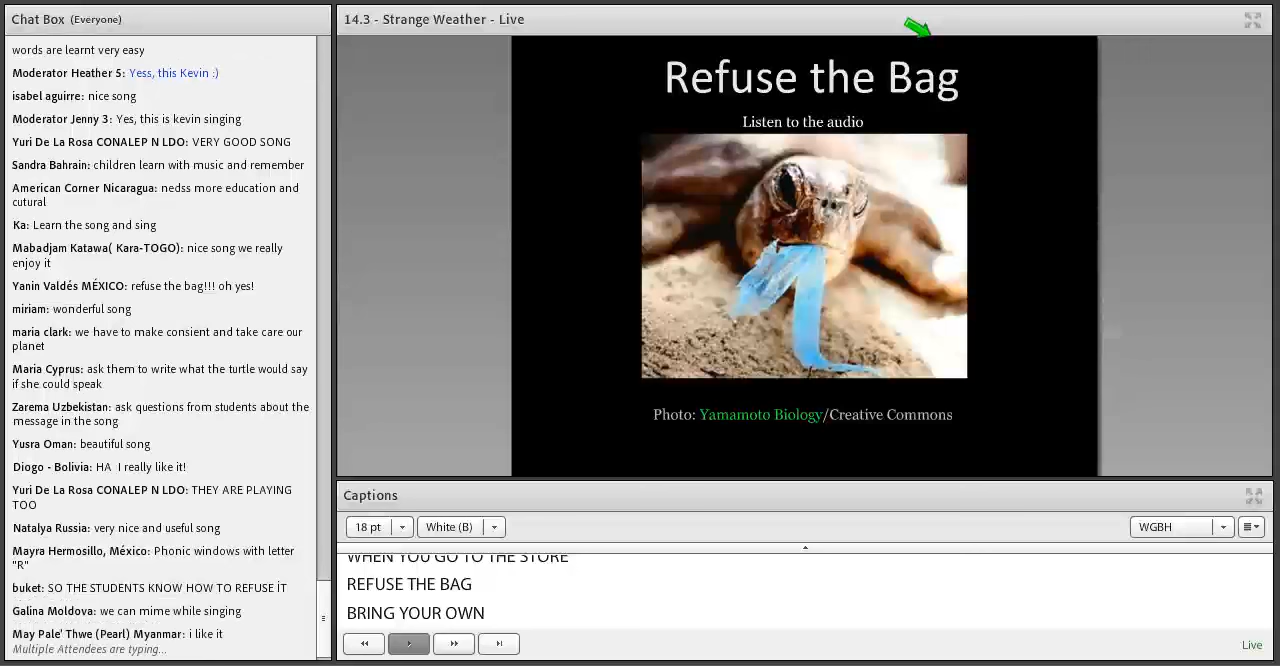 Chat Box (Everyone)
words are learnt very easy
Moderator Heather 5: Yess, this Kevin :)
isabel aguirre: nice song
Moderator Jenny 3: Yes, this is kevin singing
Yuri De La Rosa CONALEP N LDO: VERY GOOD SONG
Sandra Bahrain: children learn with music and remember
American Corner Nicaragua: nedss more education and
cutural
Ka: Learn the song and sing
Mabadjam Katawa( Kara-TOGO): nice song we really
enjoy it
Yanin Valdés MÉXICO: refuse the bag!!! oh yes!
miriam: wonderful song
maria clark: we have to make consient and take care our
planet
Maria Cyprus: ask them to write what the turtle would say
if she could speak
Zarema Uzbekistan: ask questions from students about the
message in the song
Yusra Oman: beautiful song
Diogo - Bolivia: HA I really like it!
Yuri De La Rosa CONALEP N LDO: THEY ARE PLAYING
TOO
Natalya Russia: very nice and useful song
Mayra Hermosillo, México: Phonic windows with letter
"R"
buket: SO THE STUDENTS KNOW HOW TO REFUSE İT
Galina Moldova: we can mime while singing
May Pale' Thwe (Pearl) Myanmar: i like it
Multiple Attendees are typing...
14.3 - Strange Weather - Live
Refuse the Bag
Listen to the audio
Photo: Yamamoto Biology/Creative Commons
Captions
18 pt
White (B)
WGBH
WHEN YOU GO TO THE STORE
REFUSE THE BAG
BRING YOUR OWN
Live